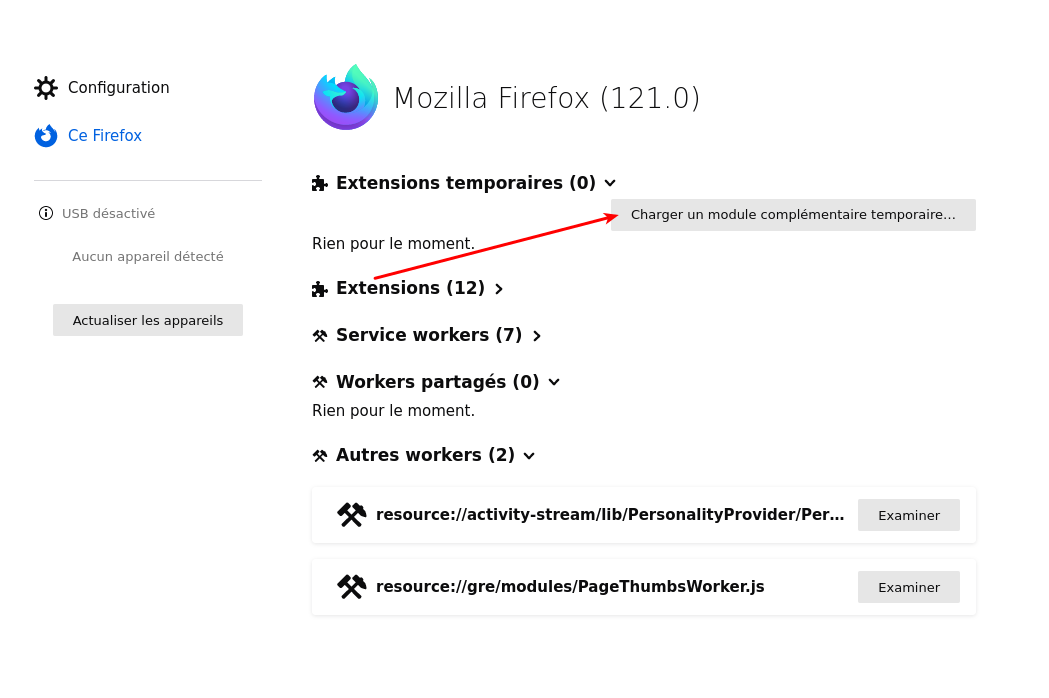 Configuration
Ce Firefox
USB désactivé
Aucun appareil détecté
Actualiser les appareils
Mozilla Firefox (121.0)
Extensions temporaires (0)
Charger un module complémentaire temporaire…
Rien pour le moment.
Extensions (12)
Service workers (7)
Workers partagés (0)
Rien pour le moment.
Autres workers (2)
resource://activity-stream/lib/PersonalityProvider/Per… Examiner
resource://gre/modules/PageThumbsWorker.js Examiner